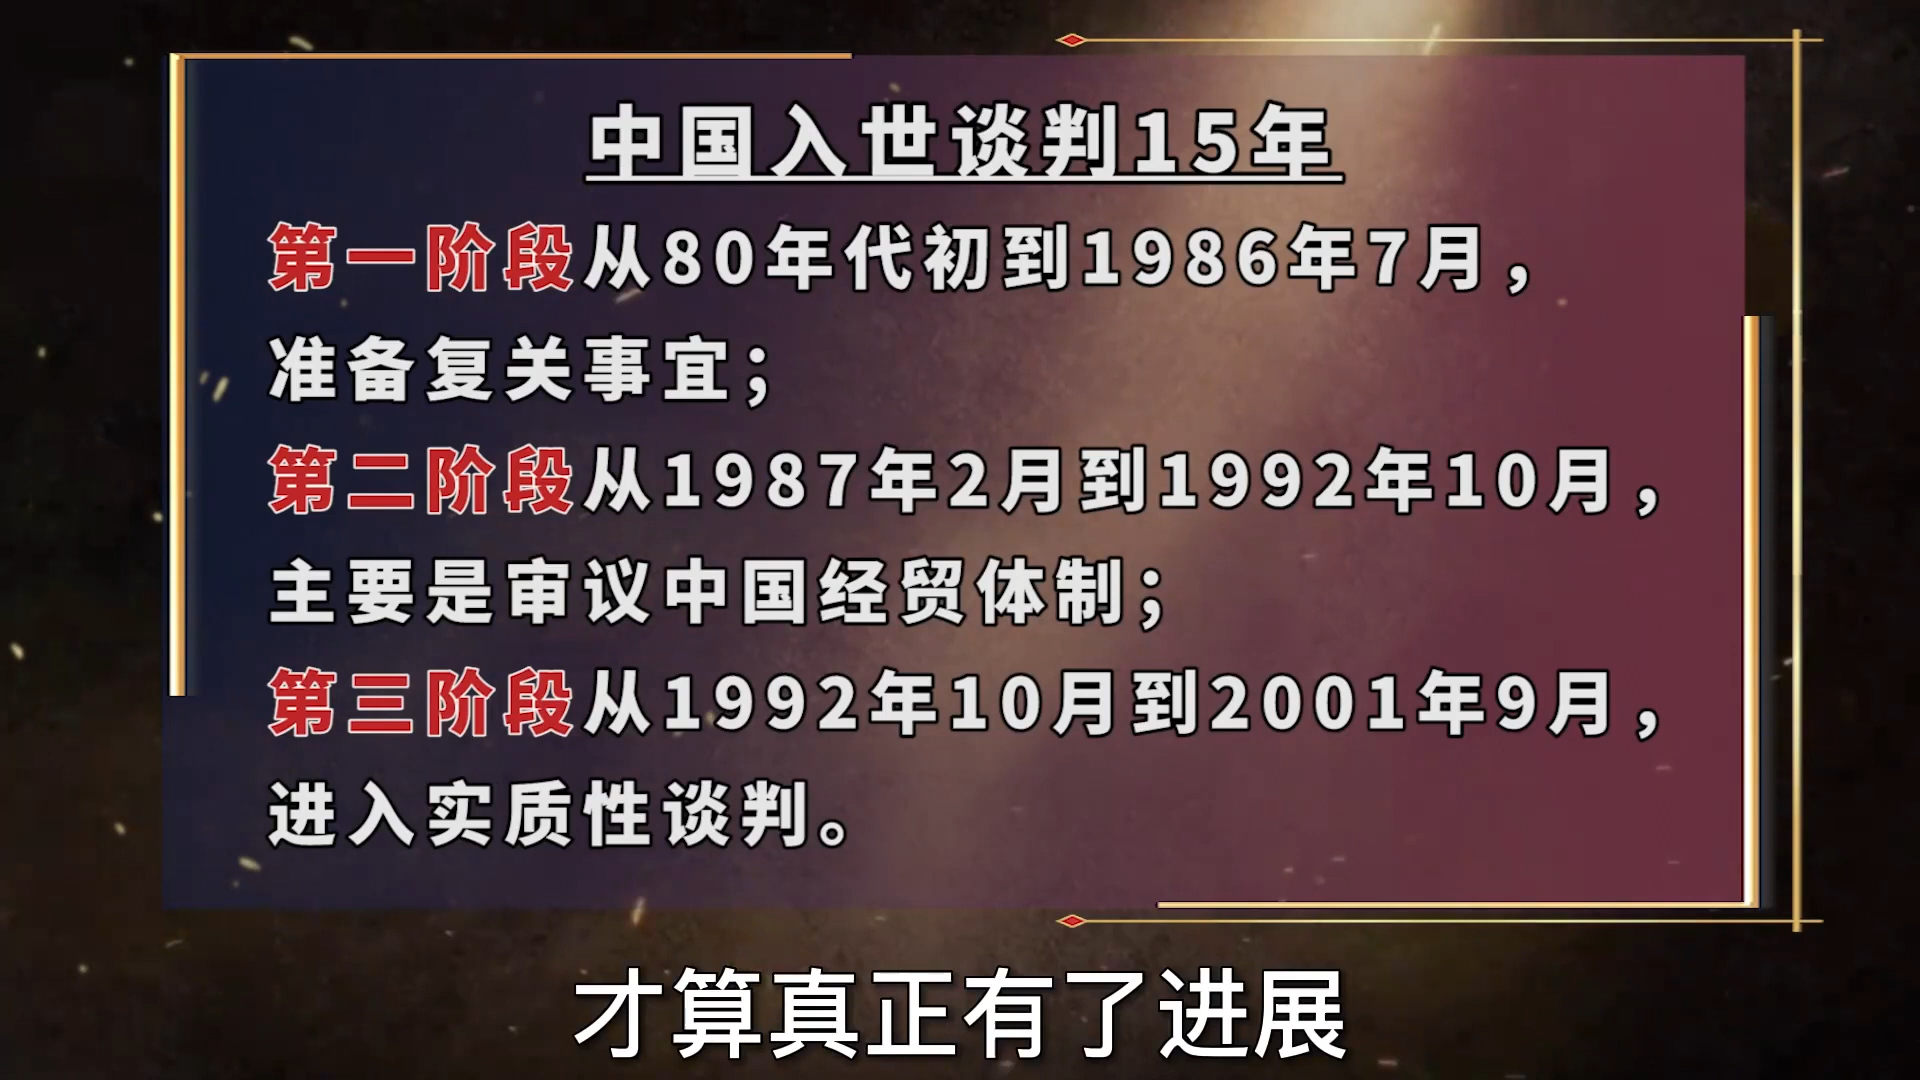 中国入世谈判15年
第一阶段从80年代初到1986年7月，
准备复关事宜；
第二阶段从1987年2月到1992年10月，
主要是审议中国经贸体制；
第三阶段从1992年10月到2001年9月，
进入实质性谈判。
才算真正有了进展